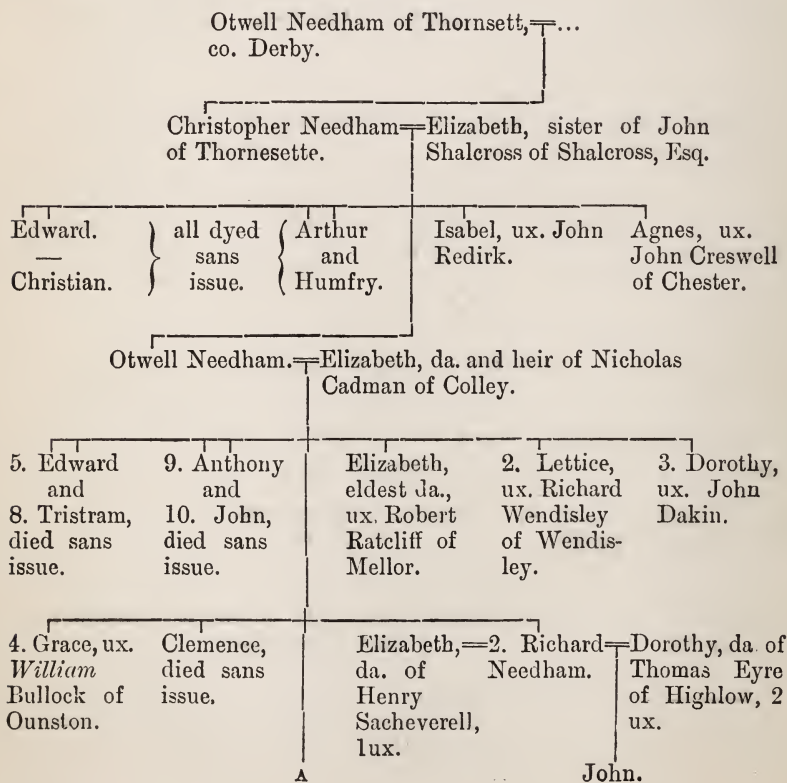 Otwell Needham of Thornsett, = ...
co. Derby.
Christopher Needham = Elizabeth, sister of John
of Thornesette. Shalcross of Shalcross, Esq.
Edward.
—
Christian.
all dyed
sans
issue.
Arthur
and
Humfry.
Isabel, ux. John
Redirk.
Agnes, ux.
John Creswell
of Chester.
Otwell Needham. = Elizabeth, da. and heir of Nicholas
Cadman of Colley.
5. Edward
and
8. Tristram,
died sans
issue.
9. Anthony
and
10. John,
died sans
issue.
Elizabeth,
eldest da.,
ux. Robert
Ratcliff of
Mellor.
2. Lettice,
ux. Richard
Wendisley
of Wendis-
ley.
3. Dorothy,
ux. John
Dakin.
4. Grace, ux.
William
Bullock of
Ounston.
Clemence,
died sans
issue.
Elizabeth, =
da. of
Henry
Sacheverell,
1ux.
2. Richard =
Needham.
Dorothy, da. of
Thomas Eyre
of Highlow, 2
ux.
A
John.